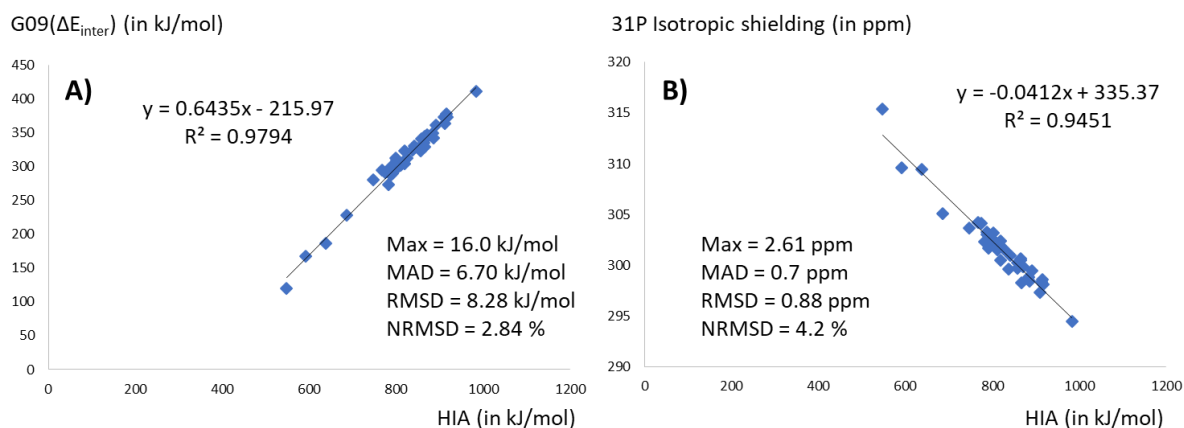 G09(ΔEinter) (in kJ/mol)
450
400
350
300
250
200
150
100
50
0
A)
y = 0.6435x - 215.97
R² = 0.9794
Max = 16.0 kJ/mol
MAD = 6.70 kJ/mol
RMSD = 8.28 kJ/mol
NRMSD = 2.84 %
0 200 400 600 800 1000 1200
HIA (in kJ/mol)
31P Isotropic shielding (in ppm)
320
315
310
305
300
295
290
B)
y = -0.0412x + 335.37
R² = 0.9451
Max = 2.61 ppm
MAD = 0.7 ppm
RMSD = 0.88 ppm
NRMSD = 4.2 %
0 200 400 600 800 1000 1200
HIA (in kJ/mol)